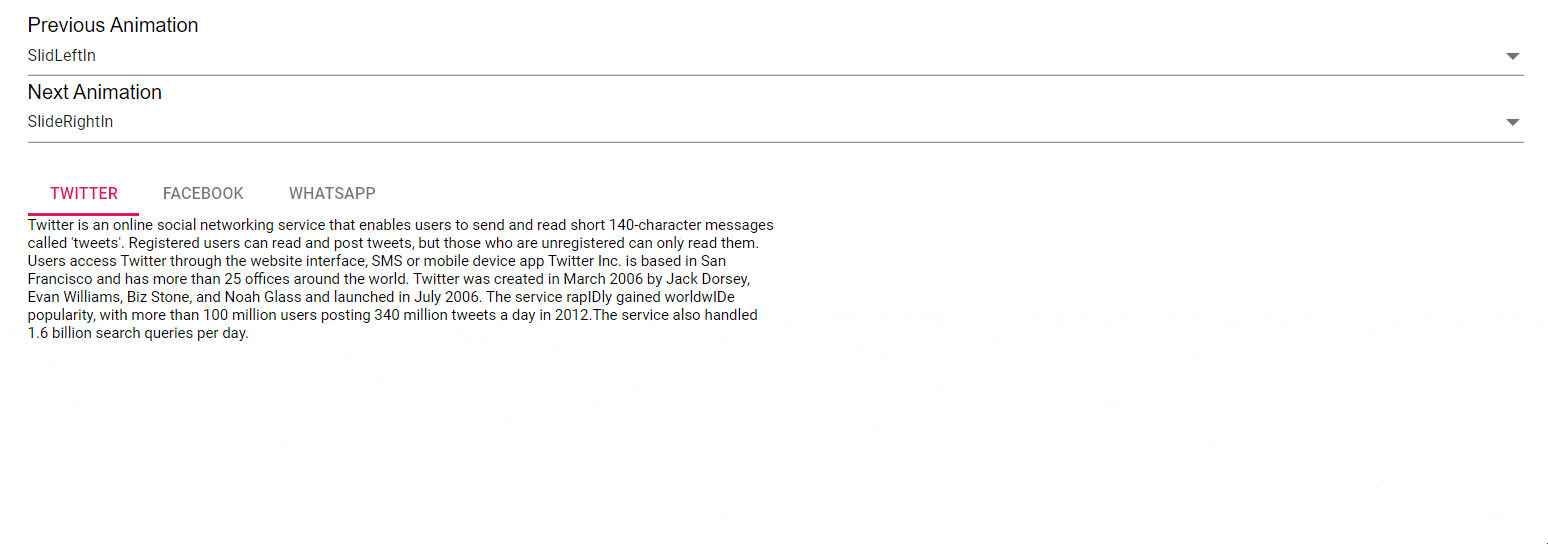 Previous Animation
SlidLeftIn
Next Animation
SlideRightIn
TWITTER FACEBOOK WHATSAPP
Twitter is an online social networking service that enables users to send and read short 140-character messages
called 'tweets'. Registered users can read and post tweets, but those who are unregistered can only read them.
Users access Twitter through the website interface, SMS or mobile device app Twitter Inc. is based in San
Francisco and has more than 25 offices around the world. Twitter was created in March 2006 by Jack Dorsey,
Evan Williams, Biz Stone, and Noah Glass and launched in July 2006. The service rapIDly gained worldwIDe
popularity, with more than 100 million users posting 340 million tweets a day in 2012.The service also handled
1.6 billion search queries per day.